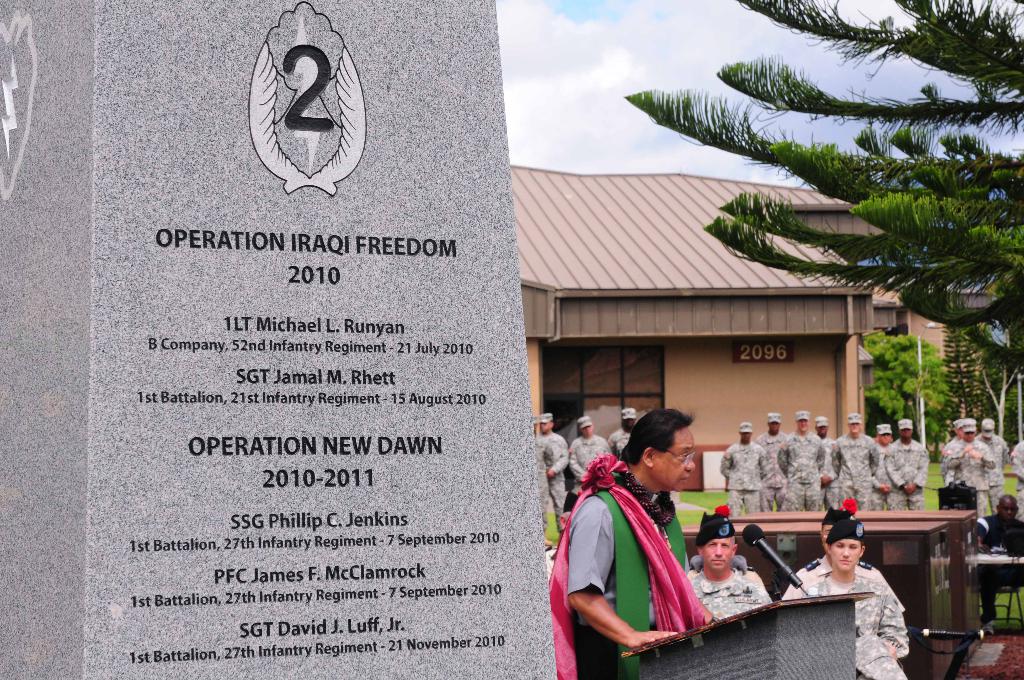 2
OPERATION IRAQI FREEDOM
2010
1LT Michael L. Runyan
B Company, 52nd Infantry Regiment - 21 July 2010
SGT Jamal M. Rhett
1st Battalion, 21st Infantry Regiment - 15 August 2010
OPERATION NEW DAWN
2010-2011
SSG Phillip C. Jenkins
1st Battalion, 27th Infantry Regiment - 7 September 2010
PFC James F. McClamrock
1st Battalion, 27th Infantry Regiment - 7 September 2010
SGT David J. Luff, Jr.
1st Battalion, 27th Infantry Regiment - 21 November 2010
2096